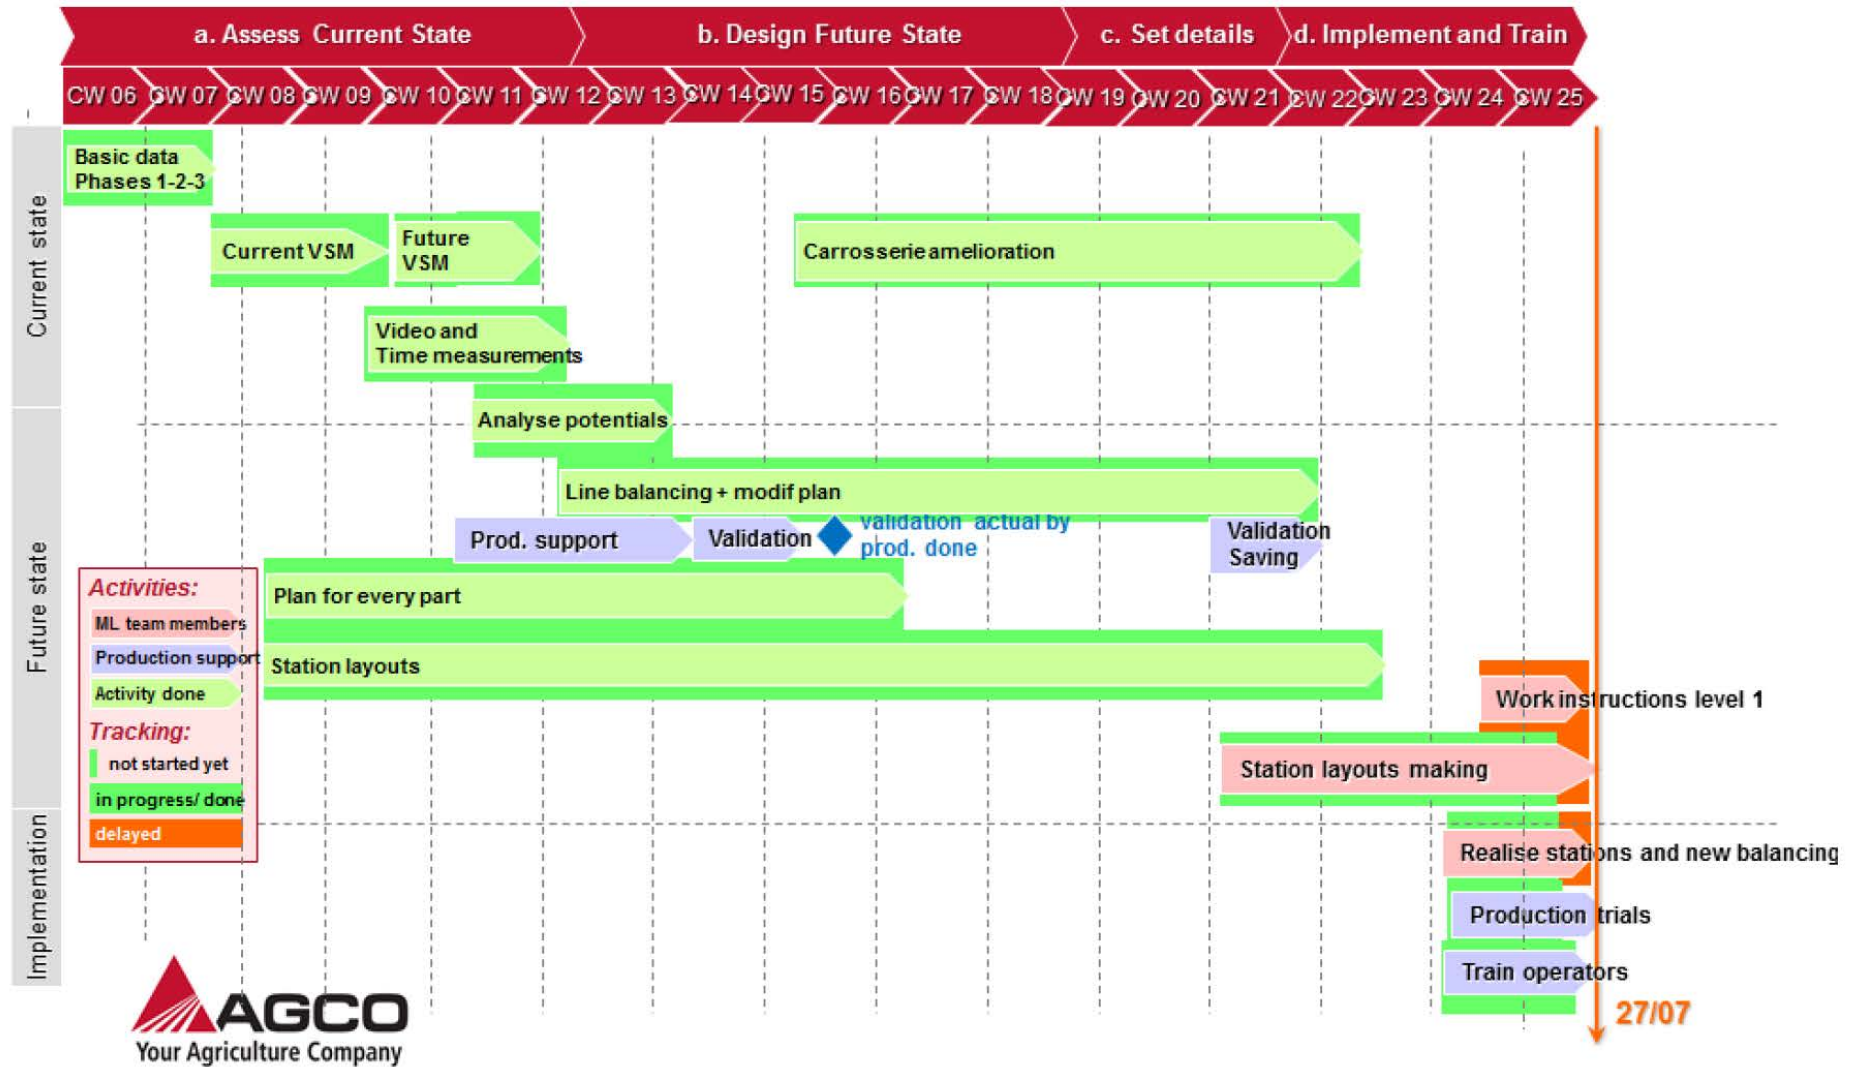 a. Assess Current State
b. Design Future State
c. Set details
d. Implement and Train
CW 06 CW 07 CW 08 CW 09 CW 10 CW 11 CW 12 CW 13 CW 14 CW 15 CW 16 CW 17 CW 18 CW 19 CW 20 CW 21 CW 22 CW 23 CW 24 CW 25
Current state
Basic data
Phases 1-2-3
Current VSM
Future
VSM
Carrosserie amelioration
Video and
Time measurements
Future state
Analyse potentials
Line balancing + modif plan
Prod. support
Validation
validation actual by
prod. done
Validation
Saving
Plan for every part
Station layouts
Work instructions level 1
Station layouts making
Activities:
ML team members
Production support
Activity done
Tracking:
not started yet
in progress/ done
delayed
Implementation
Realise stations and new balancing
Production trials
Train operators
27/07
AGCO
Your Agriculture Company